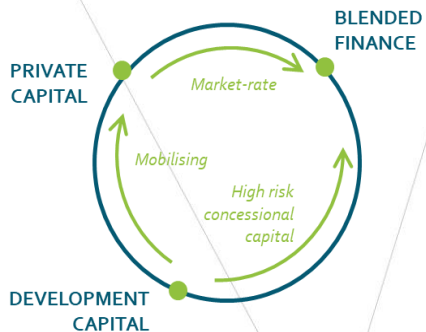 BLENDED
FINANCE
PRIVATE
CAPITAL
Market-rate
Mobilising
High risk
concessional
capital
DEVELOPMENT
CAPITAL